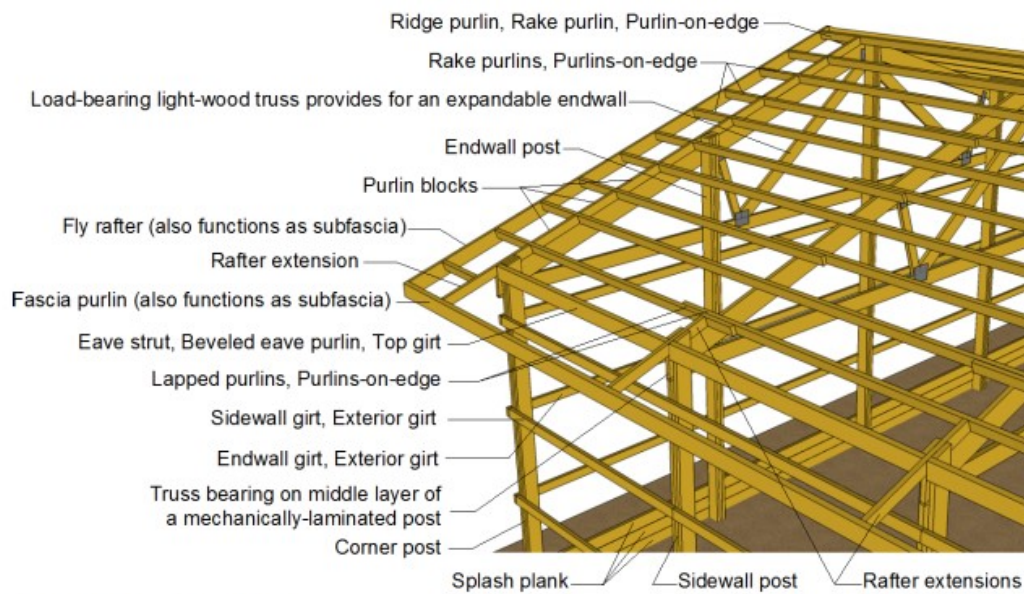 Ridge purlin, Rake purlin, Purlin-on-edge
Rake purlins, Purlins-on-edge
Load-bearing light-wood truss provides for an expandable endwall
Endwall post
Purlin blocks
Fly rafter (also functions as subfascia)
Rafter extension
Fascia purlin (also functions as subfascia)
Eave strut, Beveled eave purlin, Top girt
Lapped purlins, Purlins-on-edge
Sidewall girt, Exterior girt
Endwall girt, Exterior girt
Truss bearing on middle layer of
a mechanically-laminated post
Corner post
Splash plank
Sidewall post
Rafter extensions